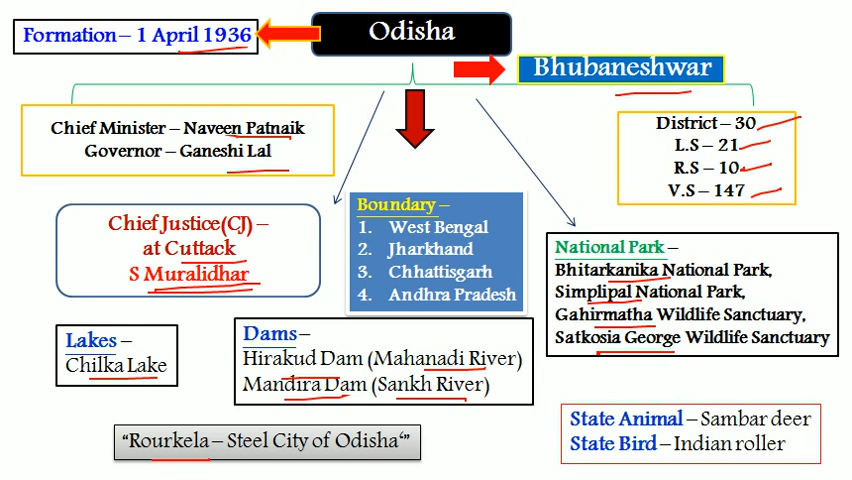 Formation– 1 April 1936
Odisha
Bhubaneshwar
Chief Minister – Naveen Patnaik
Governor – Ganeshi Lal
District – 30
L.S – 21
R.S – 10
V.S – 147
Chief Justice(CJ) –
at Cuttack
S Muralidhar
Boundary –
1. West Bengal
2. Jharkhand
3. Chhattisgarh
4. Andhra Pradesh
National Park –
Bhitarkanika National Park,
Simplipal National Park,
Gahirmatha Wildlife Sanctuary,
Satkosia George Wildlife Sanctuary
Lakes –
Chilka Lake
Dams–
Hirakud Dam (Mahanadi River)
Mandira Dam (Sankh River)
State Animal – Sambar deer
State Bird – Indian roller
“Rourkela – Steel City of Odisha‘”